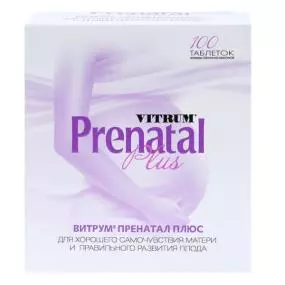 100
ТАБЛЕТОК
VITRUM®
Prenatal
Plus
ВИТРУМ® ПРЕНАТАЛ ПЛЮС
ДЛЯ ХОРОШЕГО САМОЧУВСТВИЯ МАТЕРИ
И ПРАВИЛЬНОГО РАЗВИТИЯ ПЛОДА